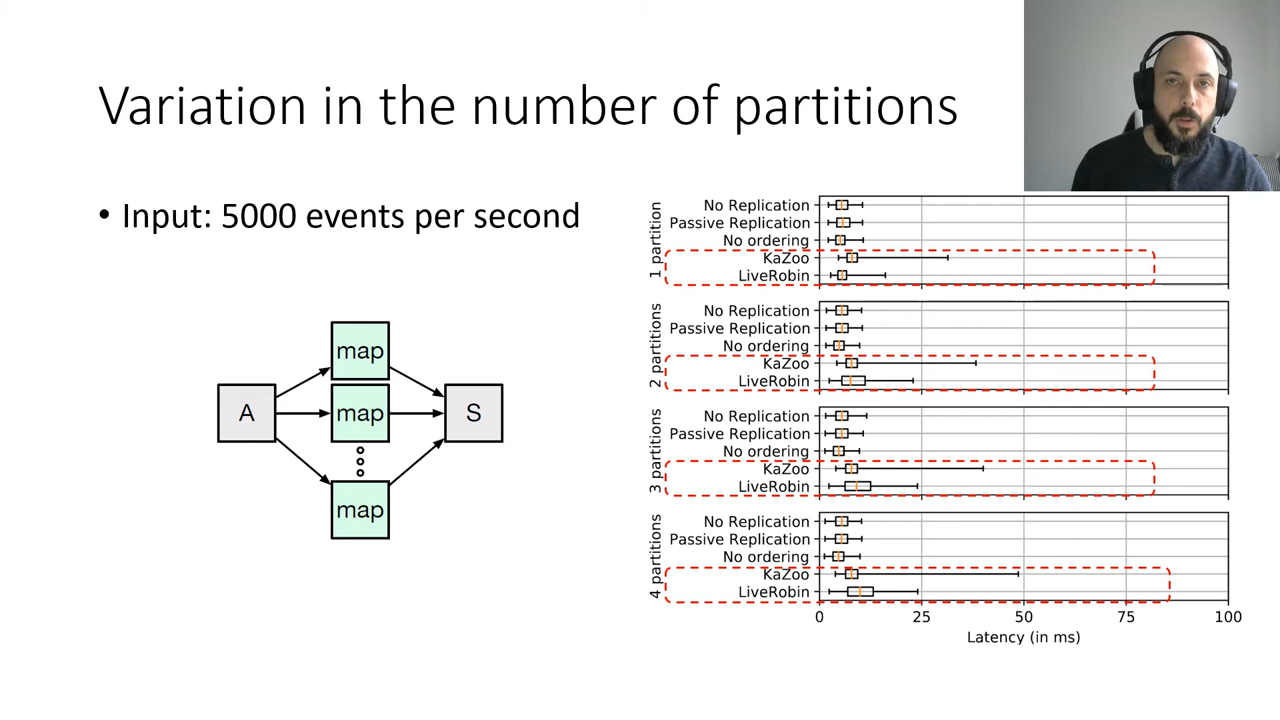 Variation in the number of partitions
• Input: 5000 events per second
A
map
map
map
S
1 partition
No Replication
Passive Replication
No ordering
KaZoo
LiveRobin
2 partitions
No Replication
Passive Replication
No ordering
KaZoo
LiveRobin
3 partitions
No Replication
Passive Replication
No ordering
KaZoo
LiveRobin
4 partitions
No Replication
Passive Replication
No ordering
KaZoo
LiveRobin
0 25 50 75 100
Latency (in ms)